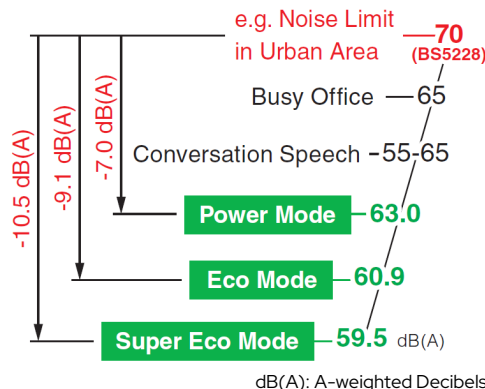 e.g. Noise Limit
in Urban Area
70
(BS5228)
Busy Office
65
Conversation Speech
55-65
Power Mode
63.0
Eco Mode
60.9
Super Eco Mode
59.5 dB(A)
-10.5 dB(A)
-9.1 dB(A)
-7.0 dB(A)
dB(A): A-weighted Decibels